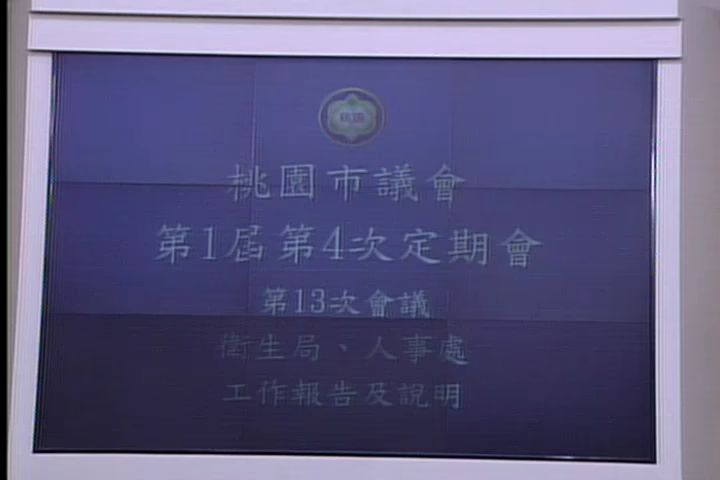 桃園市議會
第1屆第4次定期會
第13次會議
衛生局、人事處
工作報告及說明